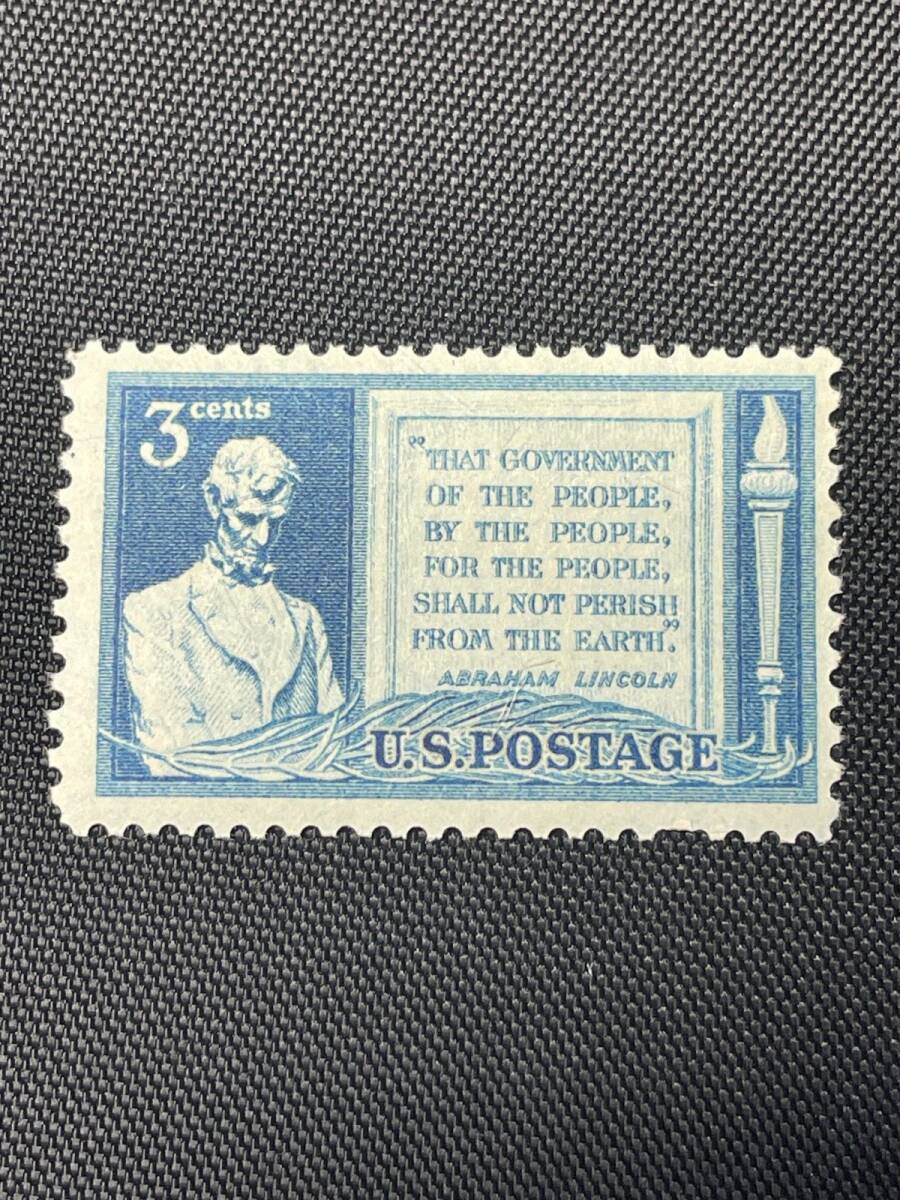 3 cents
"THAT GOVERNMENT
OF THE PEOPLE,
BY THE PEOPLE,
FOR THE PEOPLE,
SHALL NOT PERISH
FROM THE EARTH."
ABRAHAM LINCOLN
U.S.POSTAGE